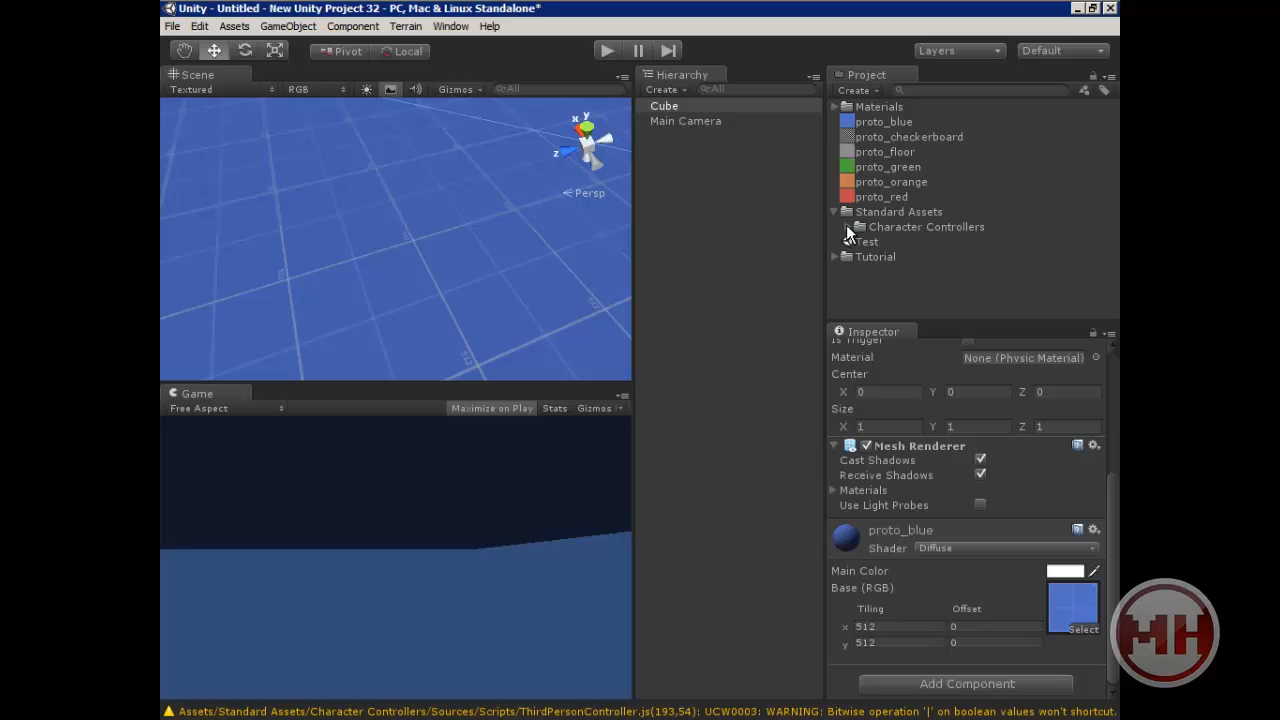 Unity - Untitled - New Unity Project 32 - PC, Mac & Linux Standalone*
File Edit Assets GameObject Component Terrain Window Help
Pivot Local Layers Default
Scene
Textured RGB Gizmos All
y
x
z
Persp
Game
Free Aspect Maximize on Play Stats Gizmos
Hierarchy
Create All
Cube
Main Camera
Project
Create
Materials
proto_blue
proto_checkerboard
proto_floor
proto_green
proto_orange
proto_red
Standard Assets
Character Controllers
Test
Tutorial
Inspector
Is Trigger
Material None (Physic Material)
Center
X 0 Y 0 Z 0
Size
X 1 Y 1 Z 1
Mesh Renderer
Cast Shadows
Receive Shadows
Materials
Use Light Probes
proto_blue
Shader Diffuse
Main Color
Base (RGB)
Tiling Offset
x 512 0
y 512 0
Select
Add Component
MH
Assets/Standard Assets/Character Controllers/Sources/Scripts/ThirdPersonController.js(193,54): UCW0003: WARNING: Bitwise operation '|' on boolean values won't shortcut.